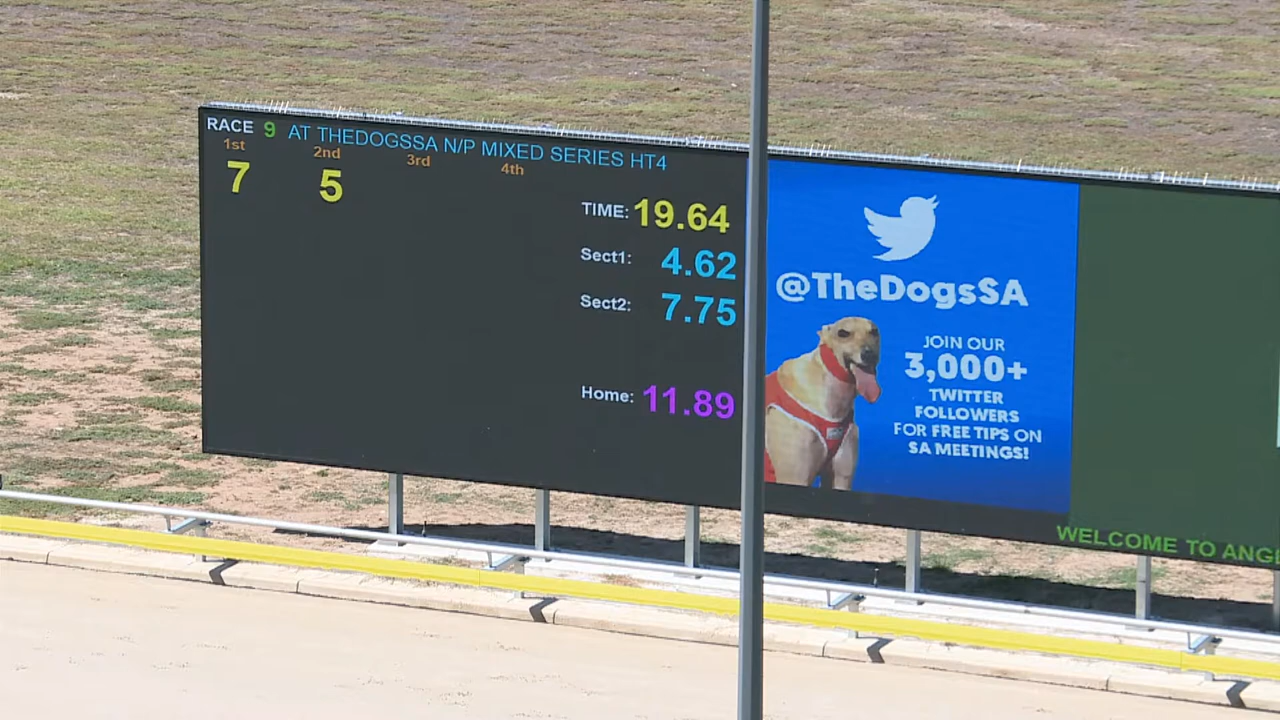 RACE 9 AT THEDOGSSA N/P MIXED SERIES HT4
1st 2nd 3rd 4th
7 5
TIME: 19.64
Sect1: 4.62
Sect2: 7.75
Home: 11.89
@TheDogsSA
JOIN OUR
3,000+
TWITTER
FOLLOWERS
FOR FREE TIPS ON
SA MEETINGS!
WELCOME TO